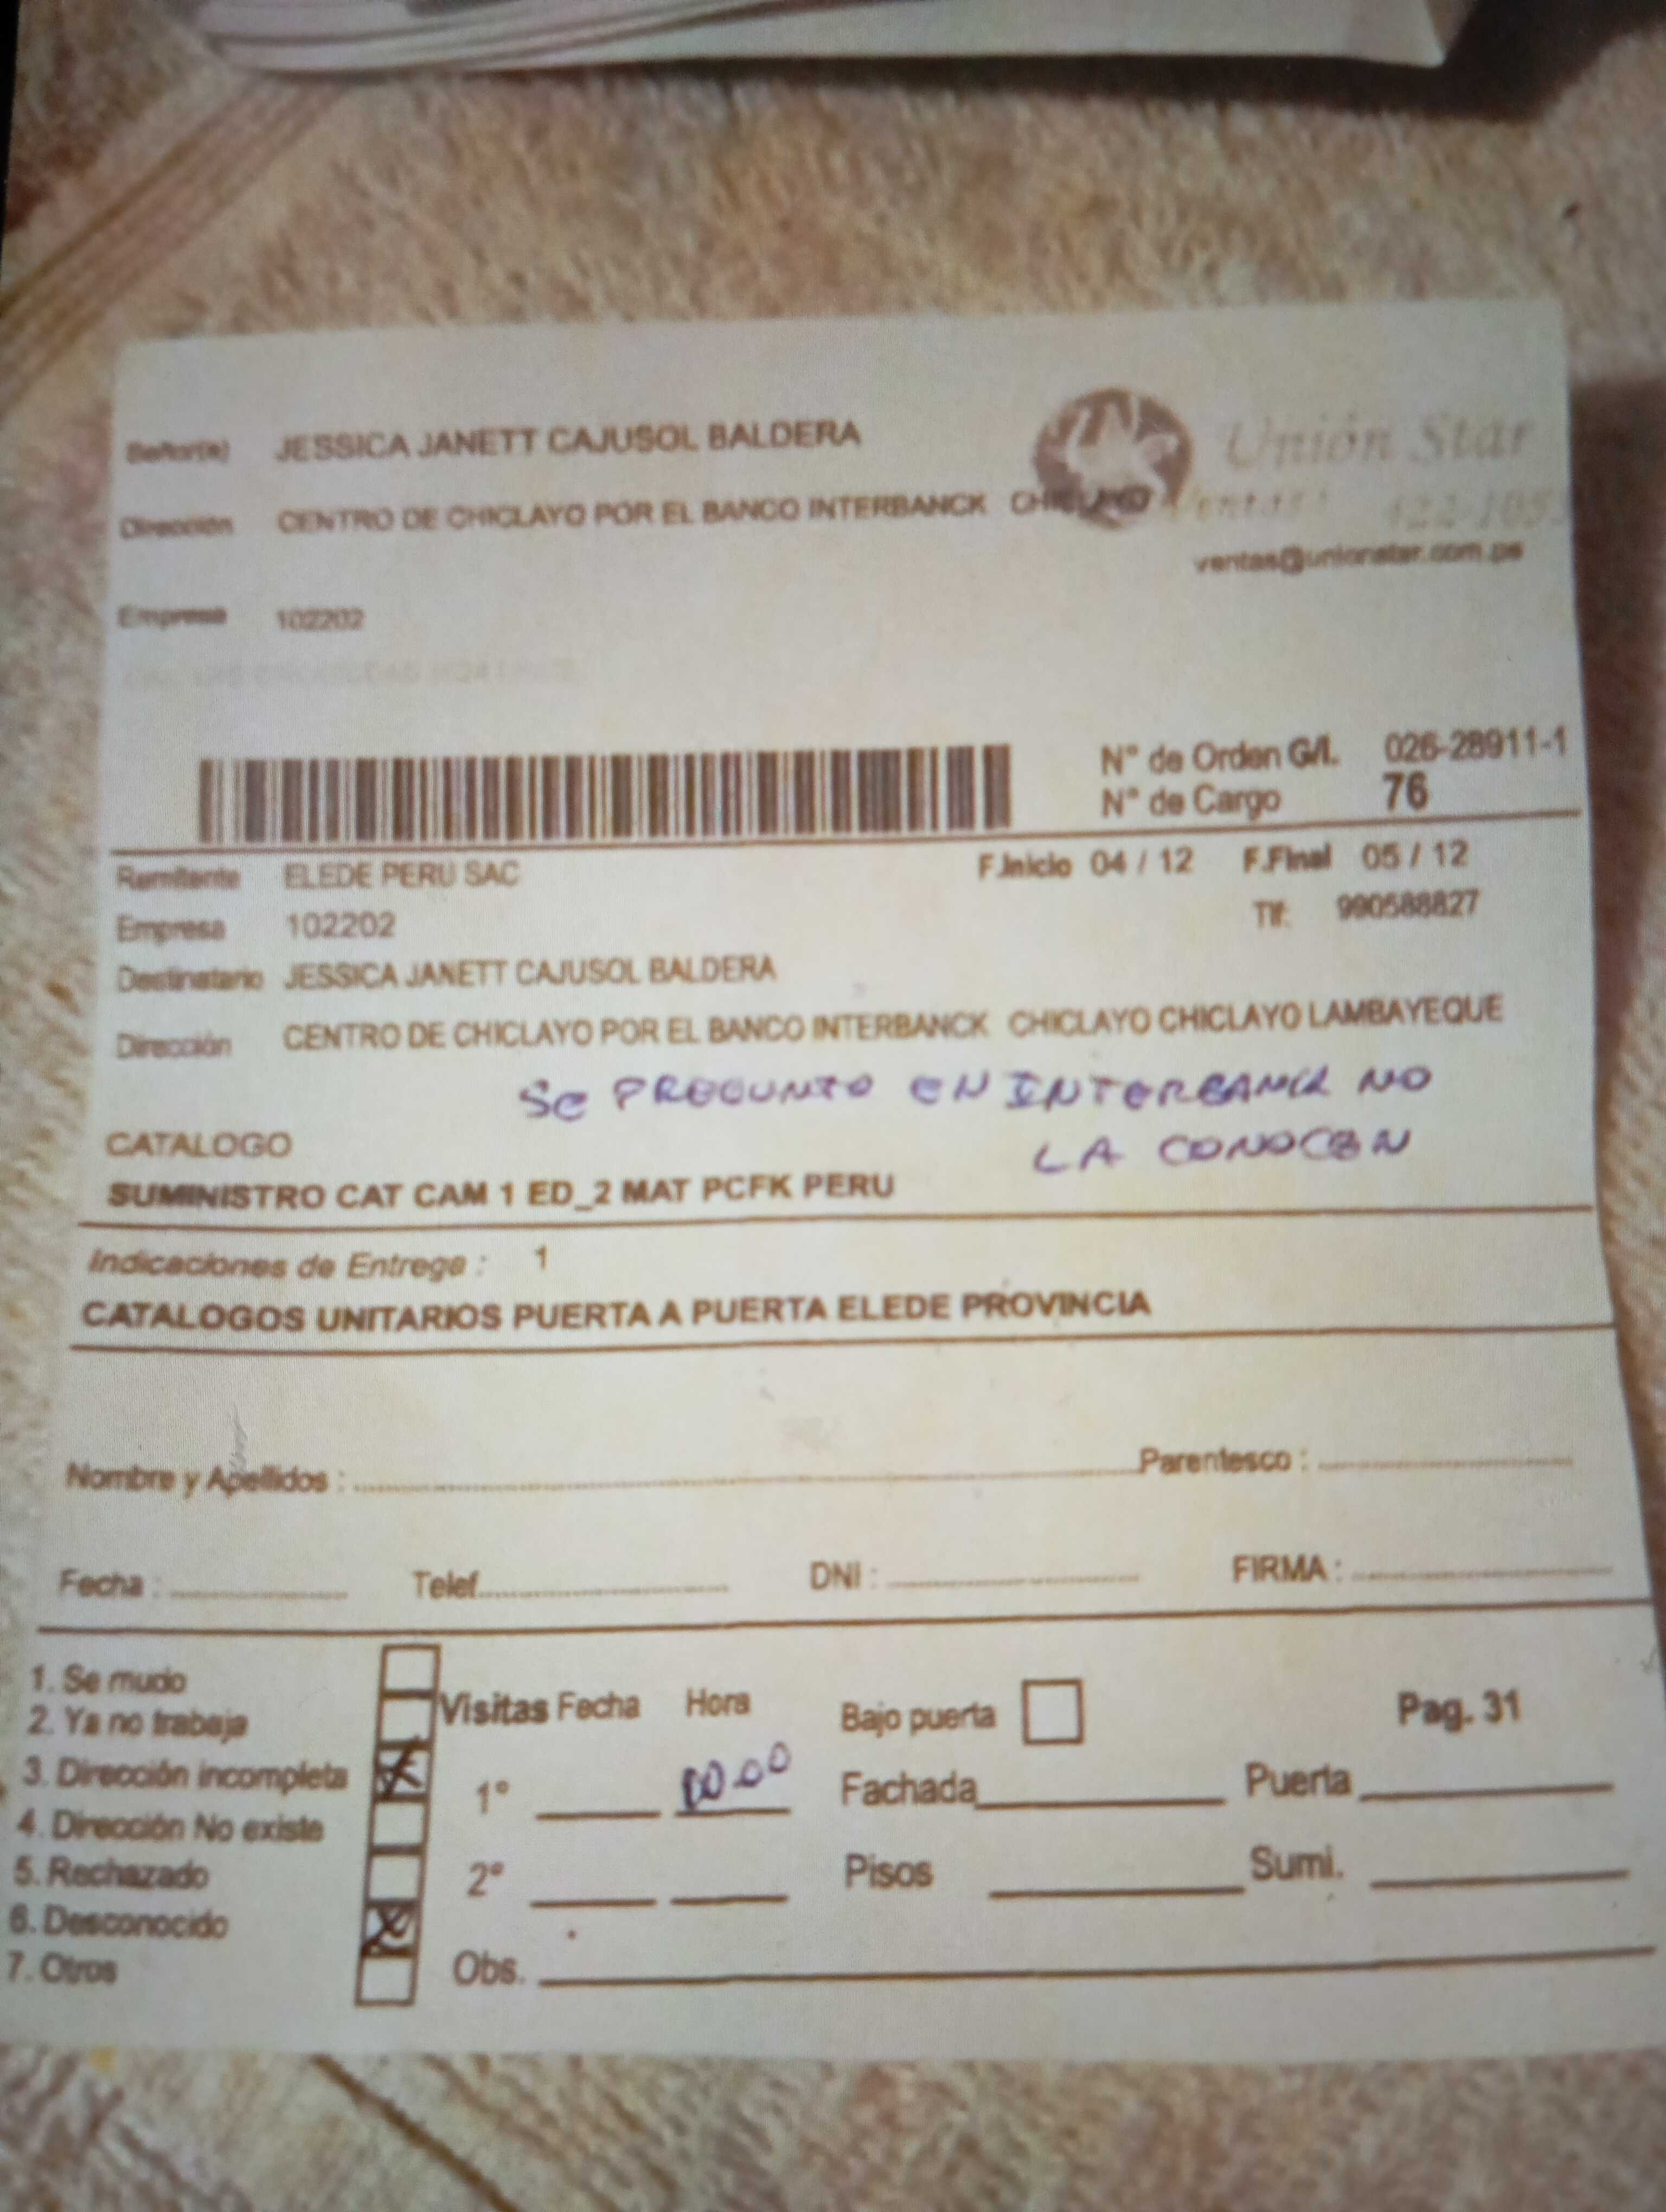 Señor(a) JESSICA JANETT CAJUSOL BALDERA
Unión Star
Dirección CENTRO DE CHICLAYO POR EL BANCO INTERBANCK CHICLAYO
Ventas: 422-105
ventas@unionstar.com.pe
Empresa 102202
N° de Orden G/I. 026-28911-1
N° de Cargo 76
Remitente ELEDE PERU SAC F.Inicio 04 / 12 F.Final 05 / 12
Empresa 102202 Tlf: 990588827
Destinatario JESSICA JANETT CAJUSOL BALDERA
Dirección CENTRO DE CHICLAYO POR EL BANCO INTERBANCK CHICLAYO CHICLAYO LAMBAYEQUE
SE PREGUNTO EN INTERBANCK NO
LA CONOCEN
CATALOGO
SUMINISTRO CAT CAM 1 ED_2 MAT PCFK PERU
Indicaciones de Entrega : 1
CATALOGOS UNITARIOS PUERTA A PUERTA ELEDE PROVINCIA
Nombre y Apellidos : Parentesco :
Fecha : Telef. DNI : FIRMA :
1. Se mudo
2. Ya no trabaja
3. Dirección incompleta
4. Dirección No existe
5. Rechazado
6. Desconocido
7. Otros
Visitas Fecha Hora
1°
2°
Obs.
Bajo puerta Pag. 31
Fachada Puerta
Pisos Sumi.